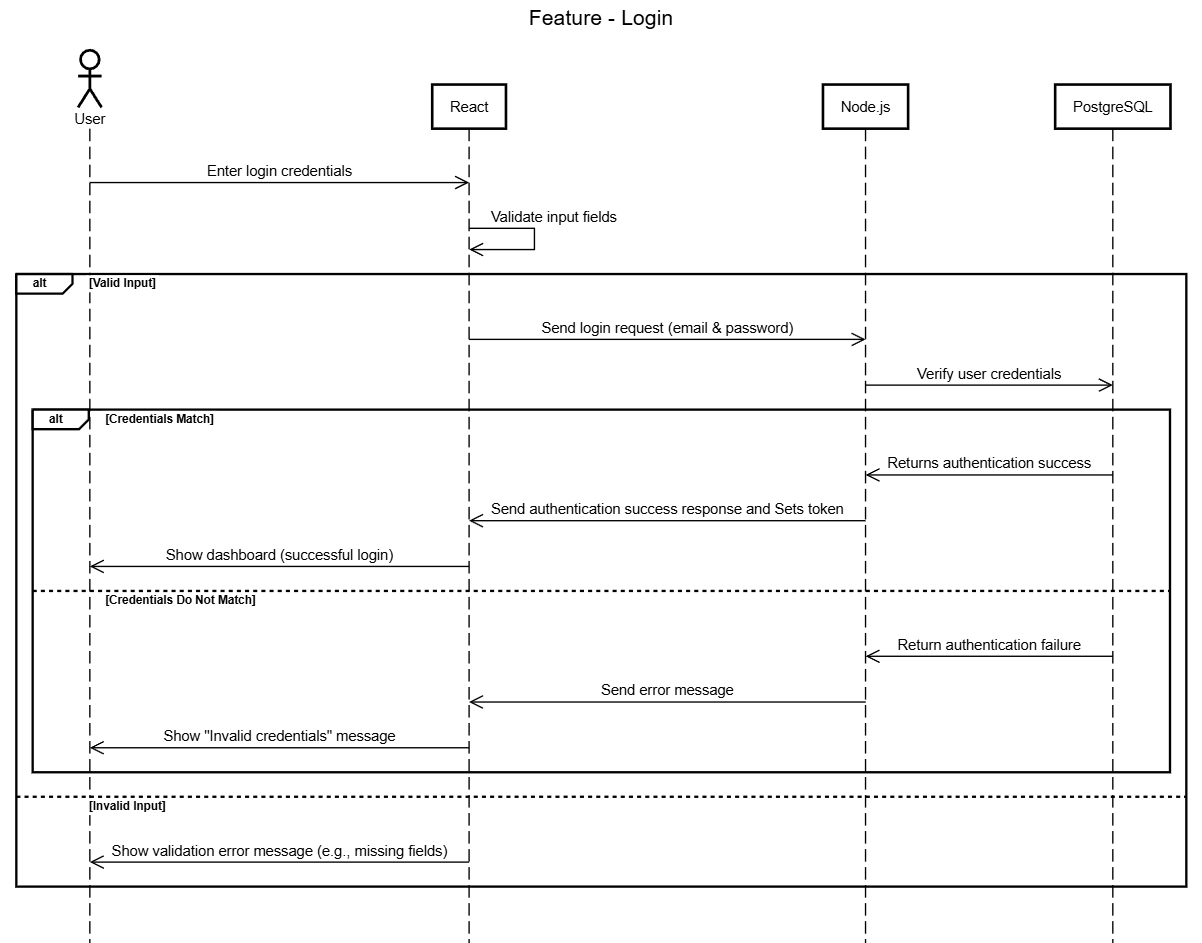 Feature - Login
User
React
Node.js
PostgreSQL
Enter login credentials
Validate input fields
alt
[Valid Input]
Send login request (email & password)
Verify user credentials
alt
[Credentials Match]
Returns authentication success
Send authentication success response and Sets token
Show dashboard (successful login)
[Credentials Do Not Match]
Return authentication failure
Send error message
Show "Invalid credentials" message
[Invalid Input]
Show validation error message (e.g., missing fields)